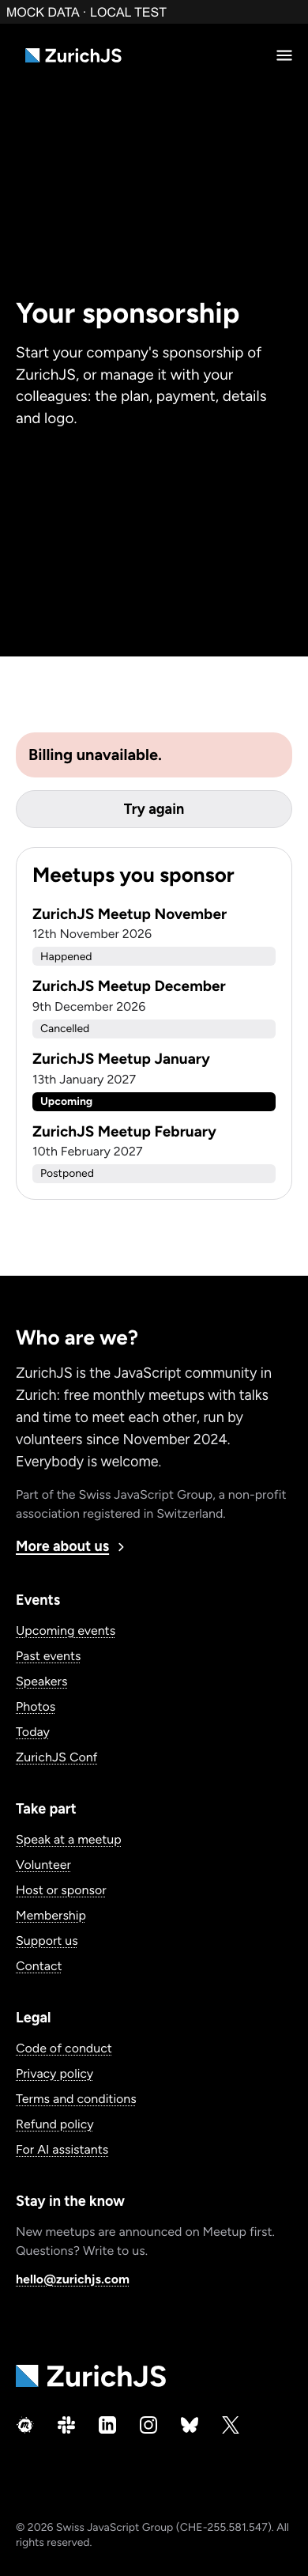 MOCK DATA · LOCAL TEST
ZurichJS
Your sponsorship
Start your company's sponsorship of
ZurichJS, or manage it with your
colleagues: the plan, payment, details
and logo.
Billing unavailable.
Try again
Meetups you sponsor
ZurichJS Meetup November
12th November 2026
Happened
ZurichJS Meetup December
9th December 2026
Cancelled
ZurichJS Meetup January
13th January 2027
Upcoming
ZurichJS Meetup February
10th February 2027
Postponed
Who are we?
ZurichJS is the JavaScript community in
Zurich: free monthly meetups with talks
and time to meet each other, run by
volunteers since November 2024.
Everybody is welcome.
Part of the Swiss JavaScript Group, a non-profit
association registered in Switzerland.
More about us
Events
Upcoming events
Past events
Speakers
Photos
Today
ZurichJS Conf
Take part
Speak at a meetup
Volunteer
Host or sponsor
Membership
Support us
Contact
Legal
Code of conduct
Privacy policy
Terms and conditions
Refund policy
For AI assistants
Stay in the know
New meetups are announced on Meetup first.
Questions? Write to us.
hello@zurichjs.com
ZurichJS
© 2026 Swiss JavaScript Group (CHE-255.581.547). All
rights reserved.